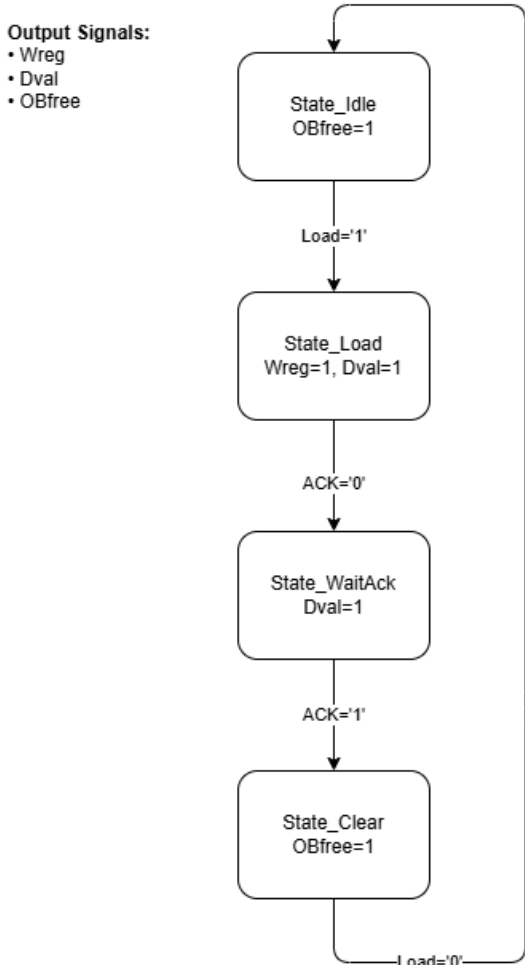 Output Signals:
• Wreg
• Dval
• OBfree
State_Idle
OBfree=1
Load='1'
State_Load
Wreg=1, Dval=1
ACK='0'
State_WaitAck
Dval=1
ACK='1'
State_Clear
OBfree=1
Load='0'